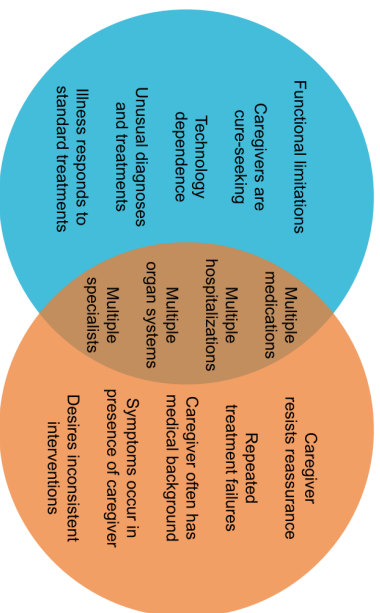 Functional limitations
Caregivers are
cure-seeking
Technology
dependence
Unusual diagnoses
and treatments
Illness responds to
standard treatments
Multiple
medications
Multiple
hospitalizations
Multiple
organ systems
Multiple
specialists
Caregiver
resists reassurance
Repeated
treatment failures
Caregiver often has
medical background
Symptoms occur in
presence of caregiver
Desires inconsistent
interventions